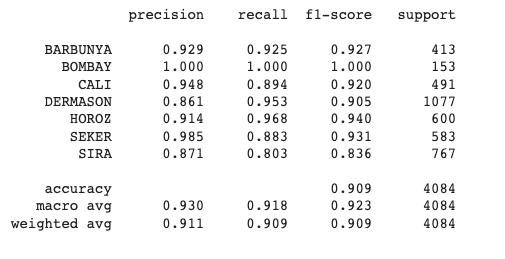 precision recall f1-score support
BARBUNYA 0.929 0.925 0.927 413
BOMBAY 1.000 1.000 1.000 153
CALI 0.948 0.894 0.920 491
DERMASON 0.861 0.953 0.905 1077
HOROZ 0.914 0.968 0.940 600
SEKER 0.985 0.883 0.931 583
SIRA 0.871 0.803 0.836 767
accuracy 0.909 4084
macro avg 0.930 0.918 0.923 4084
weighted avg 0.911 0.909 0.909 4084